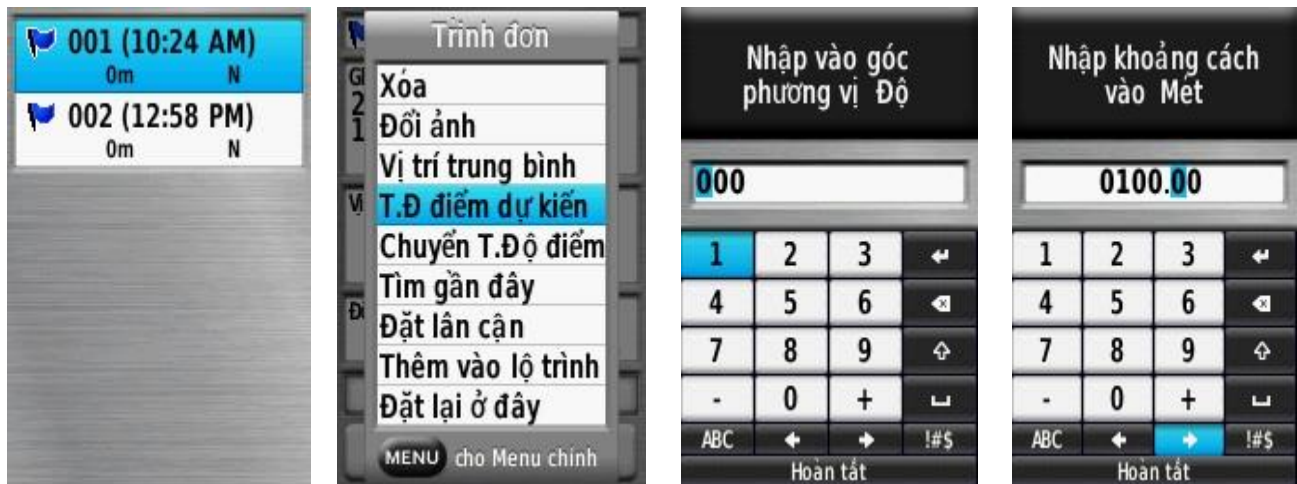 001 (10:24 AM)
0m N
002 (12:58 PM)
0m N
Trình đơn
Xóa
Đổi ảnh
Vị trí trung bình
T.Đ điểm dự kiến
Chuyển T.Độ điểm
Tìm gần đây
Đặt lân cận
Thêm vào lộ trình
Đặt lại ở đây
MENU cho Menu chính
Nhập vào góc
phương vị Độ
000
1 2 3
4 5 6
7 8 9
- 0 +
ABC !#$
Hoàn tất
Nhập khoảng cách
vào Mét
0100.00
1 2 3
4 5 6
7 8 9
- 0 +
ABC !#$
Hoàn tất